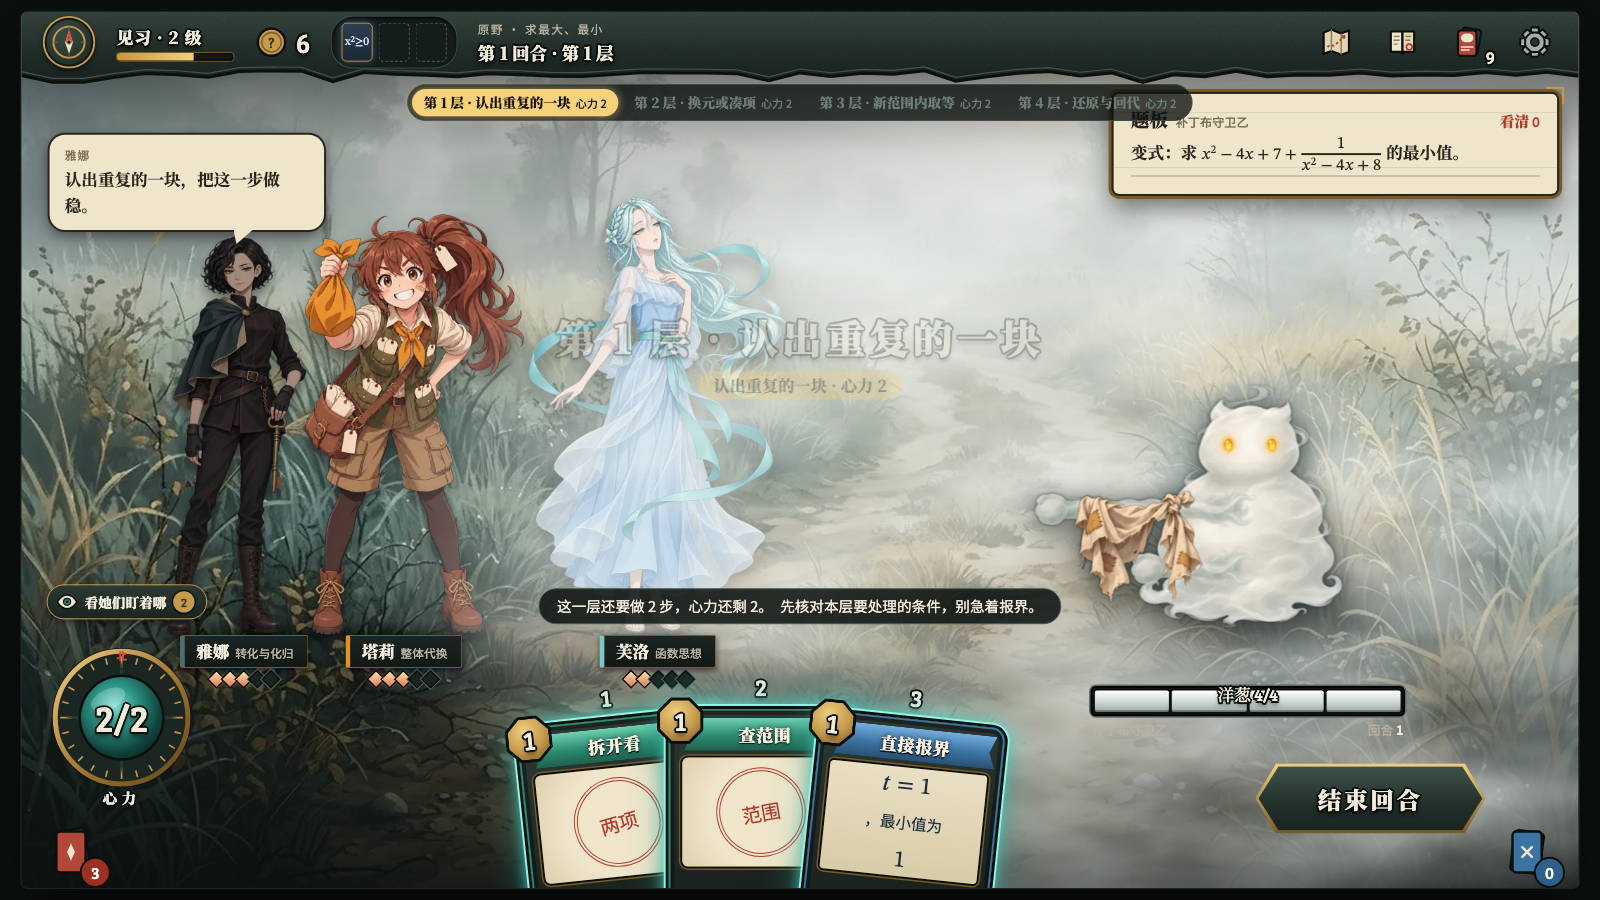 见习·2 级
? 6
x²≥0
原野 · 求最大、最小
第1回合·第1层
9
第 1 层 · 认出重复的一块 心力 2
第 2 层 · 换元或凑项 心力 2
第 3 层 · 新范围内取等 心力 2
第 4 层 · 还原与回代 心力 2
题板 补丁布守卫乙
看清 0
变式：求 x² − 4x + 7 + 1/(x² − 4x + 8) 的最小值。
雅娜
认出重复的一块，把这一步做
稳。
第 1 层 · 认出重复的一块
认出重复的一块 · 心力 2
看她们盯着哪 2
这一层还要做 2 步，心力还剩 2。 先核对本层要处理的条件，别急着报界。
雅娜 转化与化归
塔莉 整体代换
芙洛 函数思想
2/2
心力
3
1
1
拆开看
两项
2
1
查范围
范围
3
1
直接报界
t = 1
，最小值为
1
洋葱 4/4
回合 1
结束回合
0